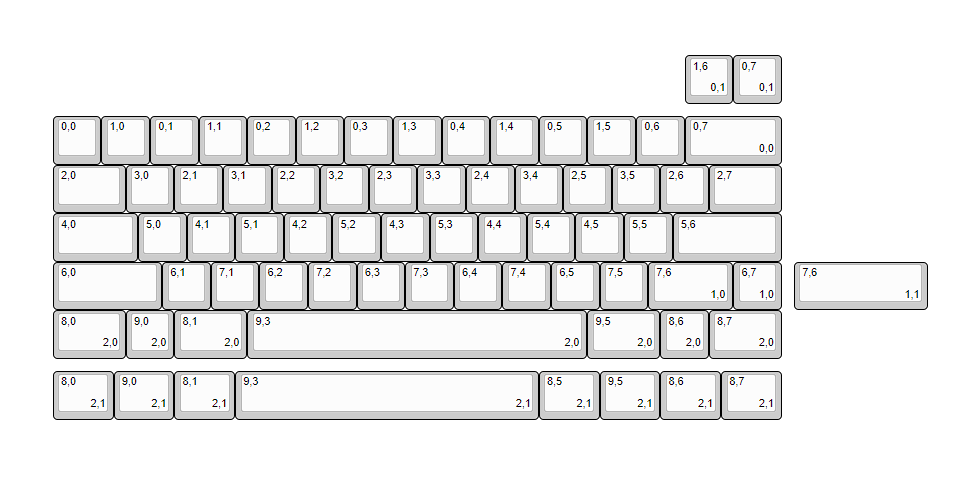 1,6 0,7
0,1 0,1
0,0 1,0 0,1 1,1 0,2 1,2 0,3 1,3 0,4 1,4 0,5 1,5 0,6 0,7
0,0
2,0 3,0 2,1 3,1 2,2 3,2 2,3 3,3 2,4 3,4 2,5 3,5 2,6 2,7
4,0 5,0 4,1 5,1 4,2 5,2 4,3 5,3 4,4 5,4 4,5 5,5 5,6
6,0 6,1 7,1 6,2 7,2 6,3 7,3 6,4 7,4 6,5 7,5 7,6 6,7 7,6
1,0 1,0 1,1
8,0 9,0 8,1 9,3 9,5 8,6 8,7
2,0 2,0 2,0 2,0 2,0 2,0 2,0
8,0 9,0 8,1 9,3 8,5 9,5 8,6 8,7
2,1 2,1 2,1 2,1 2,1 2,1 2,1 2,1